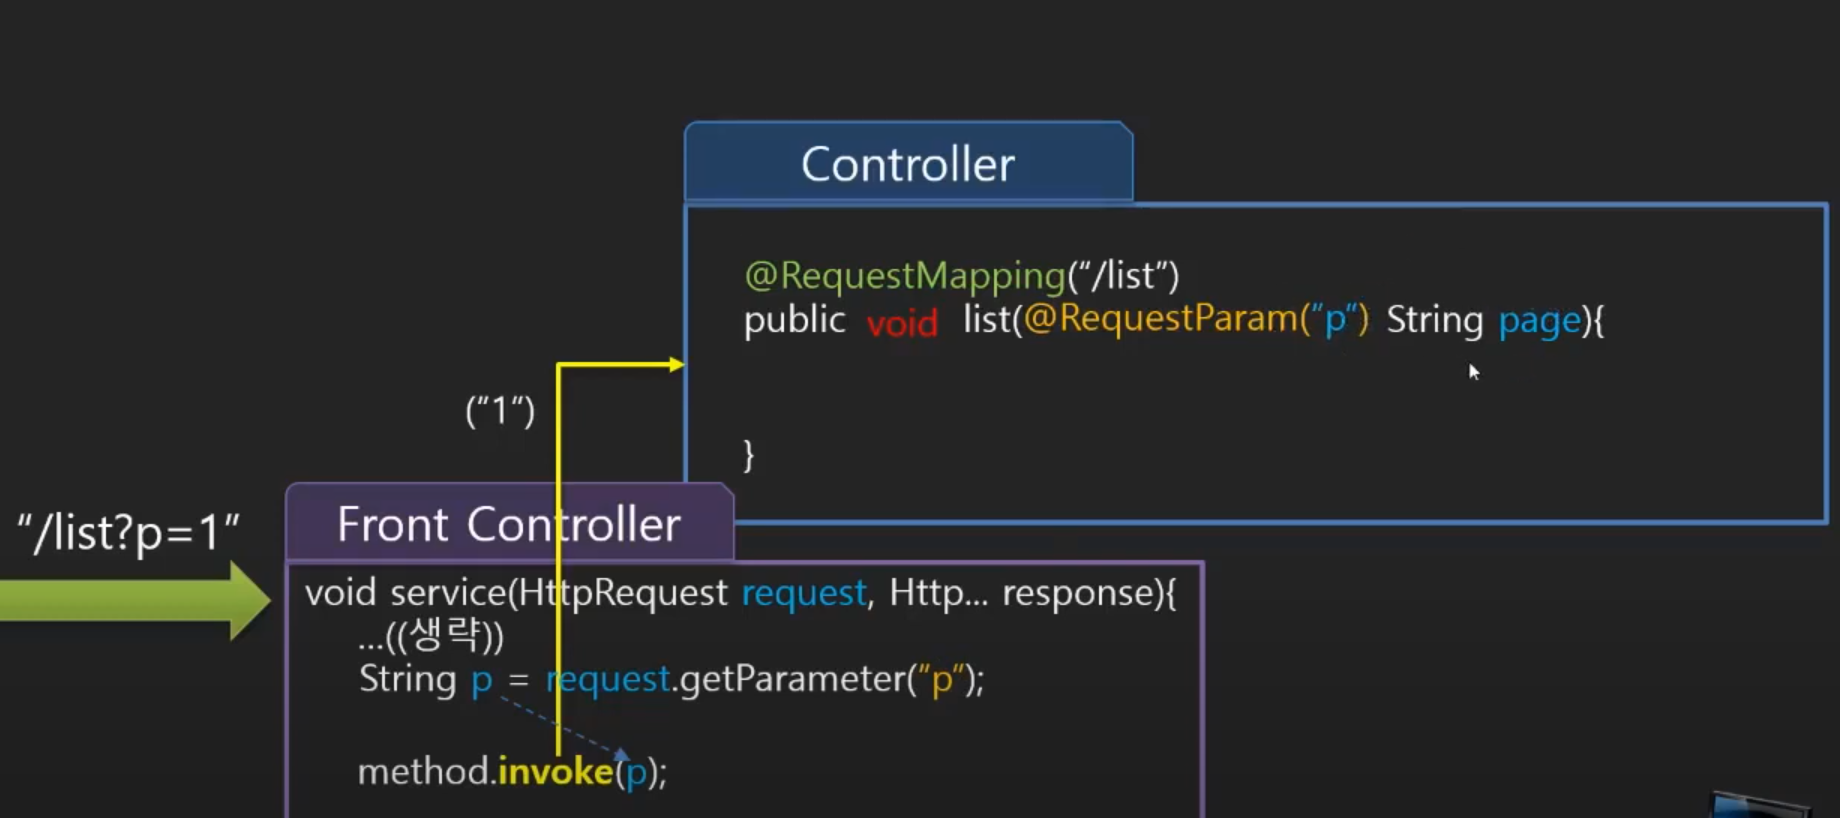 Controller
@RequestMapping(“/list”)
public void list(@RequestParam(“p”) String page){
(“1”)
}
“/list?p=1”
Front Controller
void service(HttpRequest request, Http... response){
...((생략))
String p = request.getParameter(“p”);
method.invoke(p);